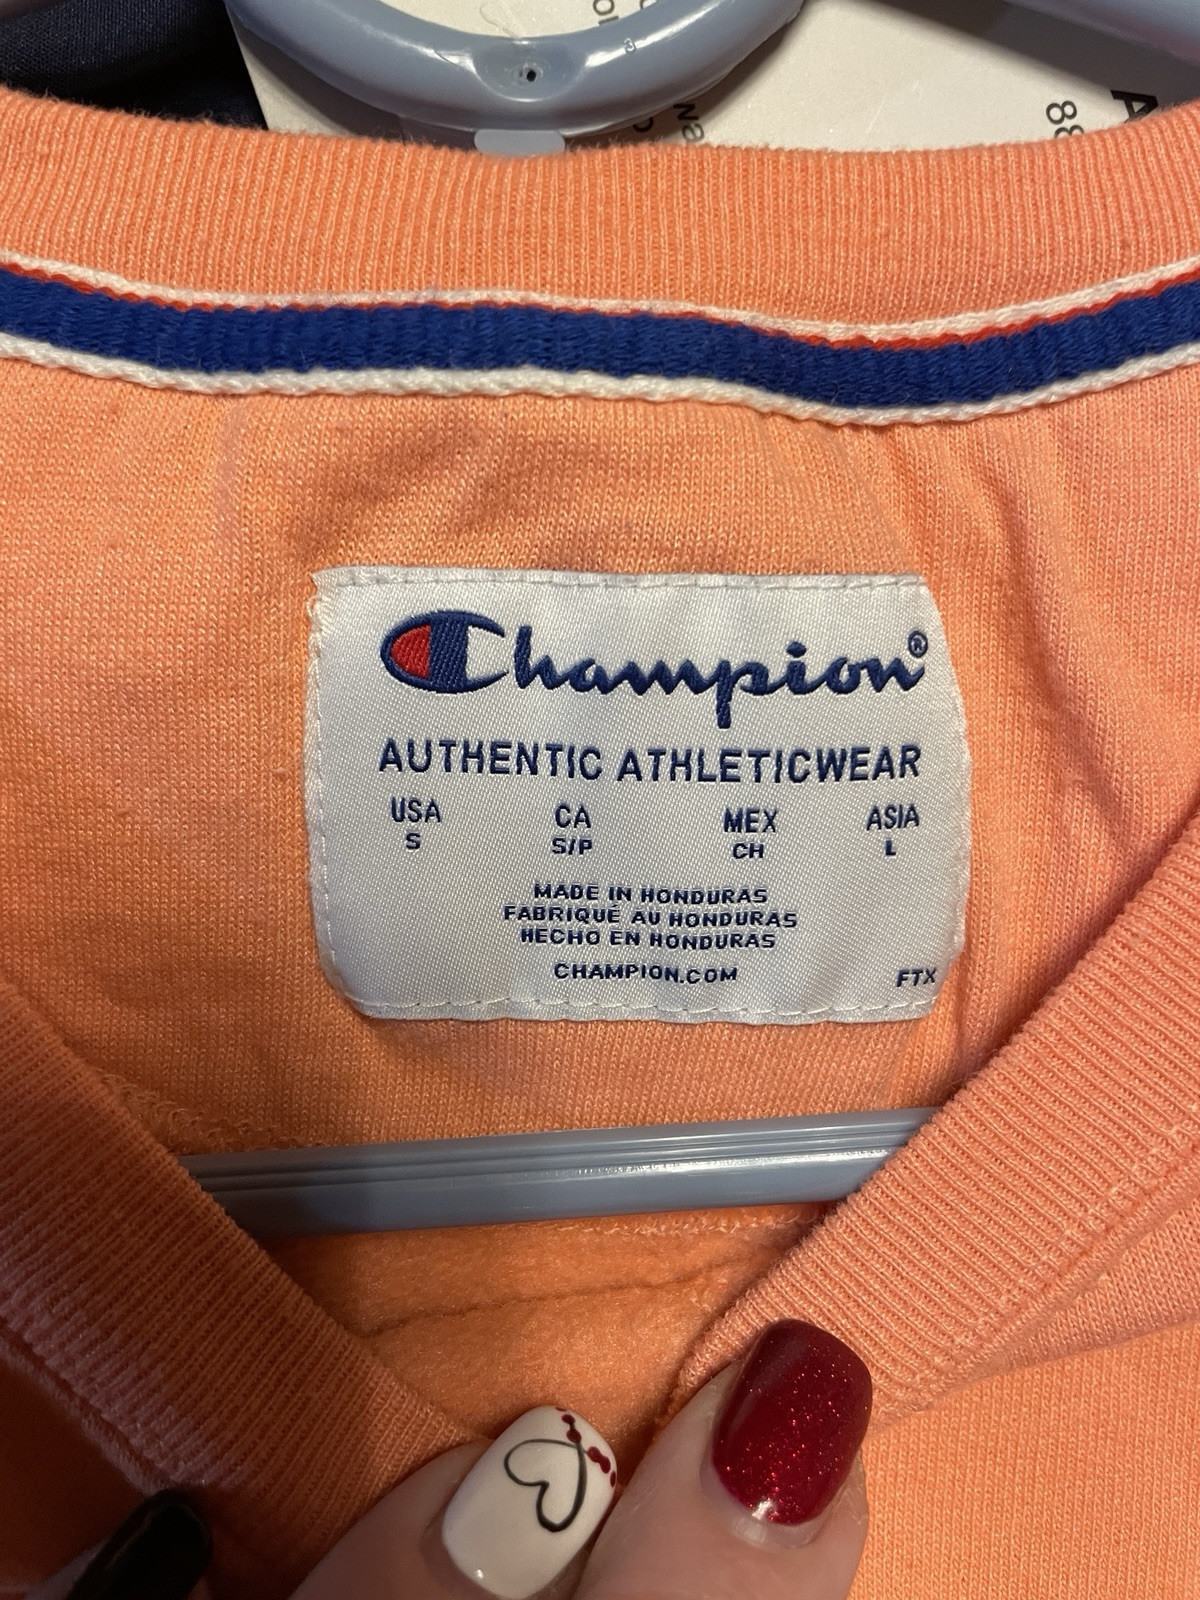 Champion®
AUTHENTIC ATHLETICWEAR
USA CA MEX ASIA
S S/P CH L
MADE IN HONDURAS
FABRIQUÉ AU HONDURAS
HECHO EN HONDURAS
CHAMPION.COM
FTX